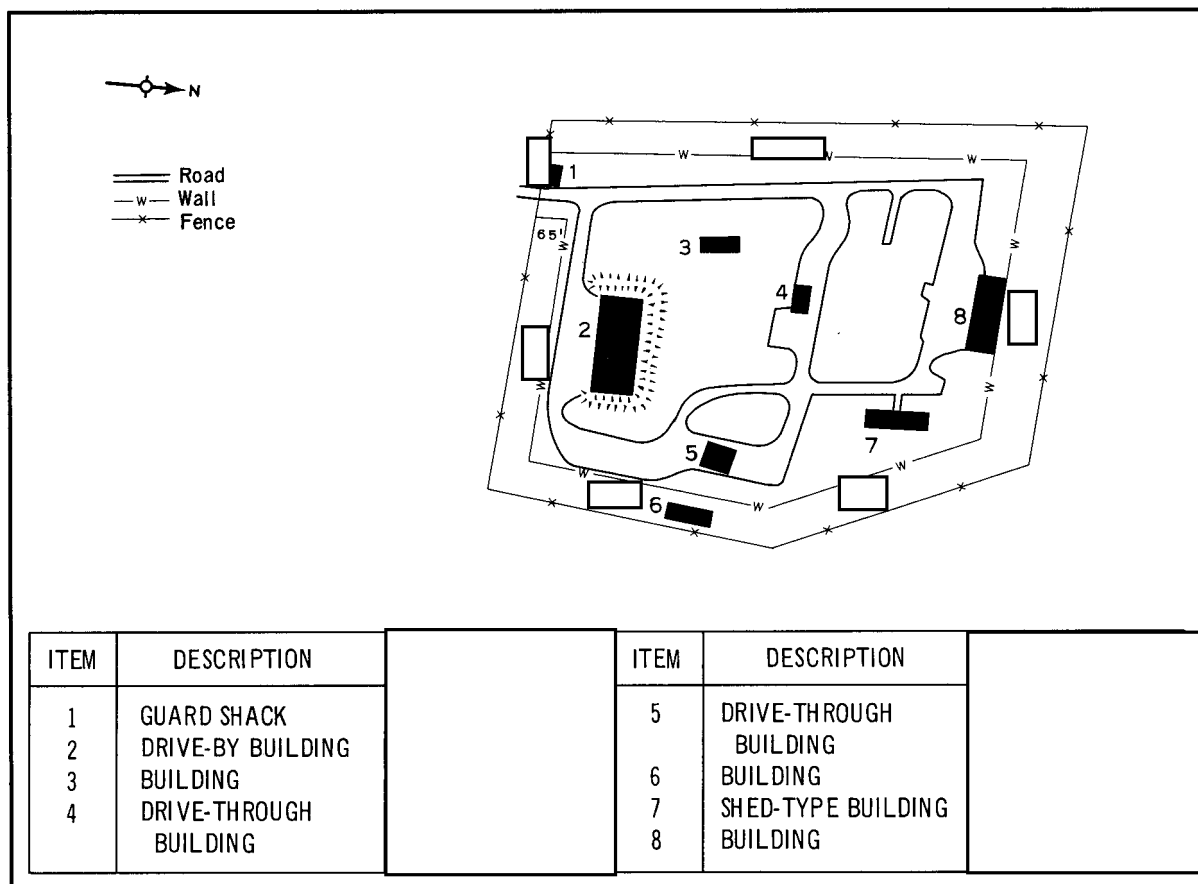 N
Road
W Wall
x Fence
W W W
1
65'
W
3
W
4
8
2
W
W
7
5
W
W
6
W
ITEM DESCRIPTION
1 GUARD SHACK
2 DRIVE-BY BUILDING
3 BUILDING
4 DRIVE-THROUGH
BUILDING
ITEM DESCRIPTION
5 DRIVE-THROUGH
BUILDING
6 BUILDING
7 SHED-TYPE BUILDING
8 BUILDING